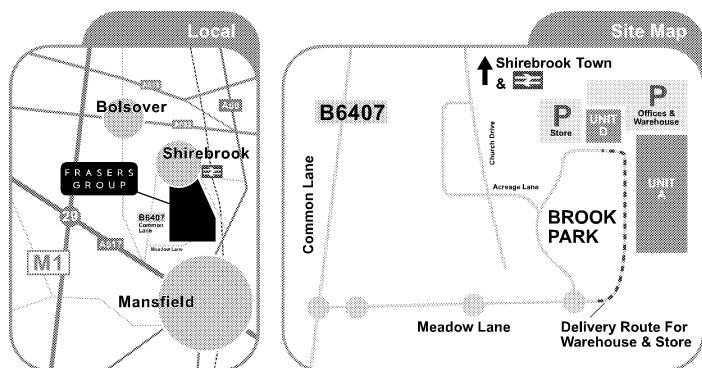 Local
Bolsover
Shirebrook
FRASERS
GROUP
B6407
Common
Lane
Meadow Lane
29
A617
M1
Mansfield
Site Map
Shirebrook Town
&
B6407
Common Lane
Church Drive
Acreage Lane
P
Store
UNIT
D
P
Offices &
Warehouse
UNIT
A
BROOK
PARK
Meadow Lane
Delivery Route For
Warehouse & Store